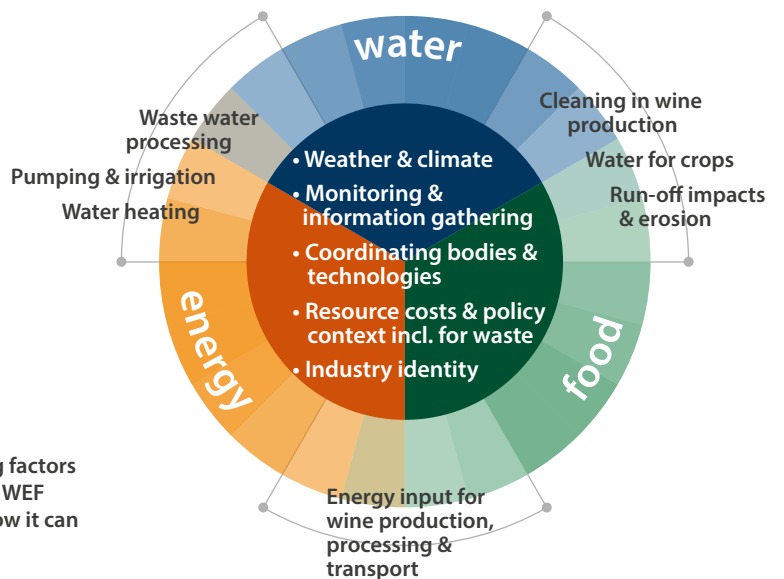 water
Waste water
processing
Pumping & irrigation
Water heating
Cleaning in wine
production
Water for crops
Run-off impacts
& erosion
• Weather & climate
• Monitoring &
information gathering
• Coordinating bodies &
technologies
• Resource costs & policy
context incl. for waste
• Industry identity
energy
food
g factors
WEF
ow it can
Energy input for
wine production,
processing &
transport